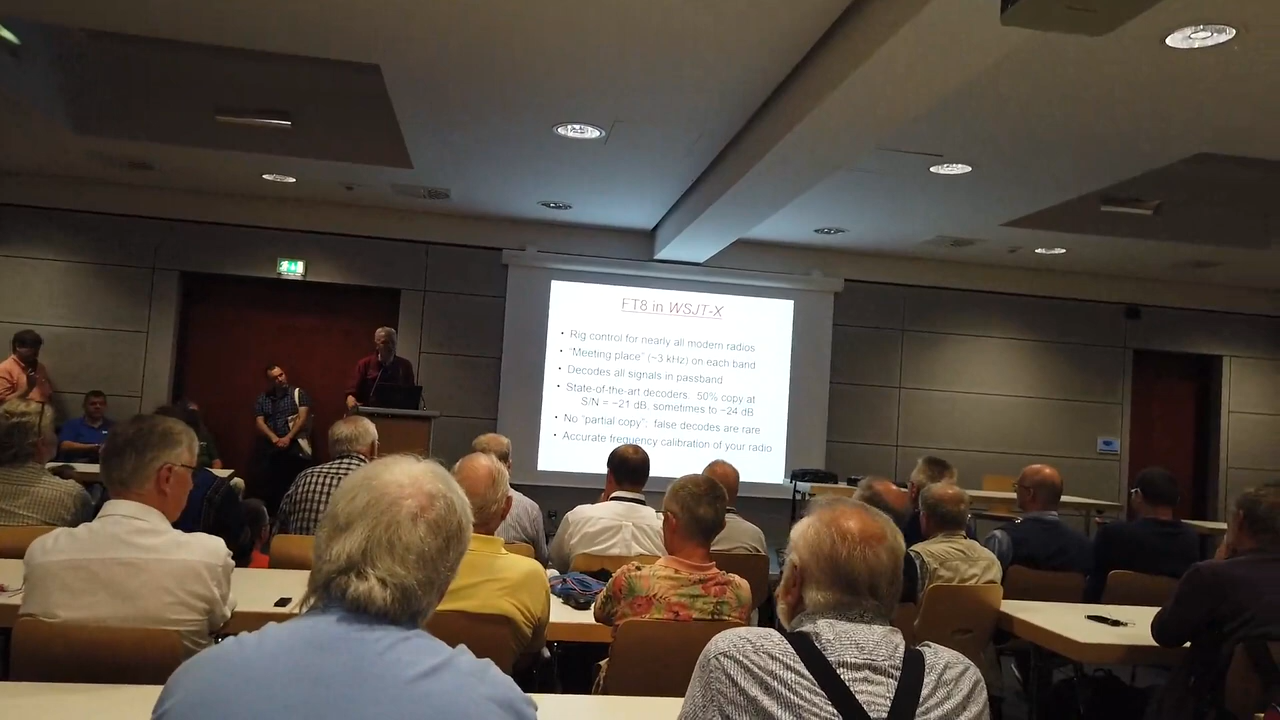 FT8 in WSJT-X
• Rig control for nearly all modern radios
• "Meeting place" (~3 kHz) on each band
• Decodes all signals in passband
• State-of-the-art decoders. 50% copy at
S/N = −21 dB, sometimes to −24 dB
• No "partial copy"; false decodes are rare
• Accurate frequency calibration of your radio